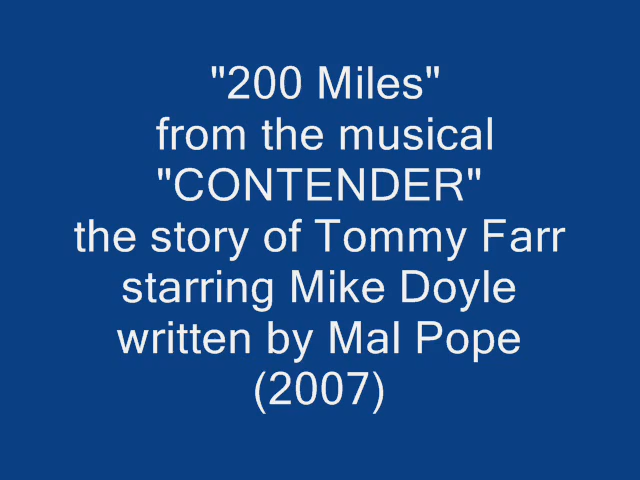 "200 Miles"
from the musical
"CONTENDER"
the story of Tommy Farr
starring Mike Doyle
written by Mal Pope
(2007)